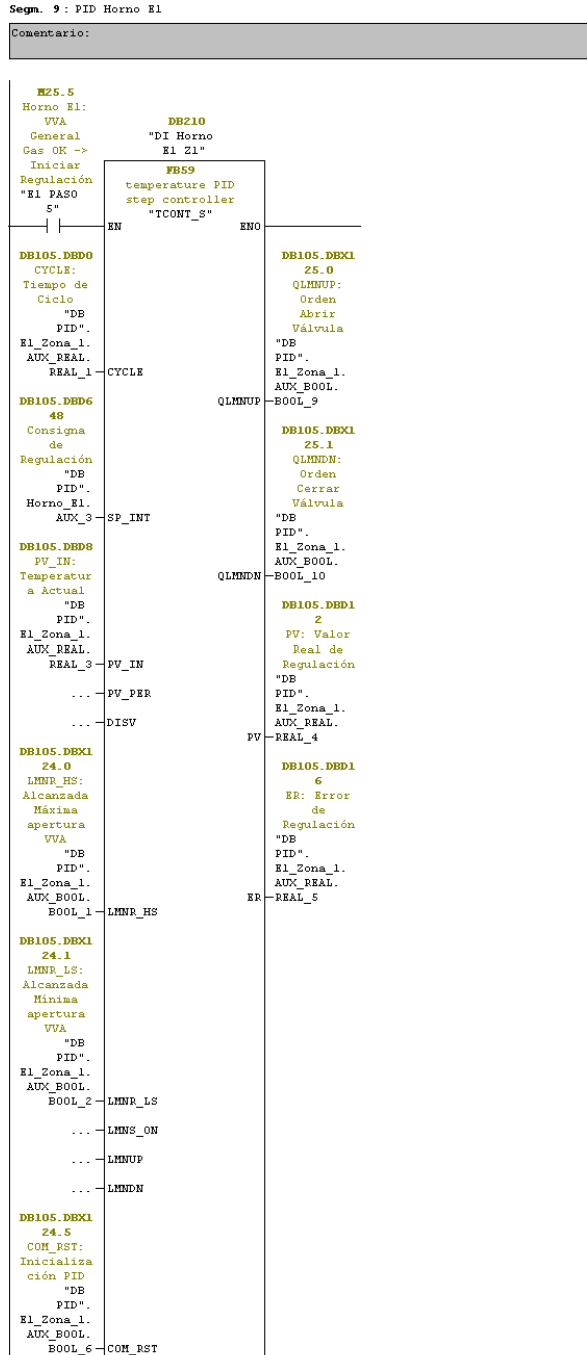 Segm. 9 : PID Horno E1
Comentario:
M25.5
Horno E1:
VVA
General
Gas OK ->
Iniciar
Regulación
"E1 PASO
5"
DB210
"DI Horno
E1 Z1"
FB59
temperature PID
step controller
"TCONT_S"
EN
ENO
DB105.DBD0
CYCLE:
Tiempo de
Ciclo
"DB
PID".
E1_Zona_1.
AUX_REAL.
REAL_1
CYCLE
DB105.DBX1
25.0
QLMNUP:
Orden
Abrir
Válvula
"DB
PID".
E1_Zona_1.
AUX_BOOL.
QLMNUP
BOOL_9
DB105.DBD6
48
Consigna
de
Regulación
"DB
PID".
Horno_E1.
AUX_3
SP_INT
DB105.DBX1
25.1
QLMNDN:
Orden
Cerrar
Válvula
"DB
PID".
E1_Zona_1.
AUX_BOOL.
QLMNDN
BOOL_10
DB105.DBD8
PV_IN:
Temperatur
a Actual
"DB
PID".
E1_Zona_1.
AUX_REAL.
REAL_3
PV_IN
...
PV_PER
...
DISV
DB105.DBD1
2
PV: Valor
Real de
Regulación
"DB
PID".
E1_Zona_1.
AUX_REAL.
PV
REAL_4
DB105.DBX1
24.0
LMNR_HS:
Alcanzada
Máxima
apertura
VVA
"DB
PID".
E1_Zona_1.
AUX_BOOL.
BOOL_1
LMNR_HS
DB105.DBD1
6
ER: Error
de
Regulación
"DB
PID".
E1_Zona_1.
AUX_REAL.
ER
REAL_5
DB105.DBX1
24.1
LMNR_LS:
Alcanzada
Mínima
apertura
VVA
"DB
PID".
E1_Zona_1.
AUX_BOOL.
BOOL_2
LMNR_LS
...
LMNS_ON
...
LMNUP
...
LMNDN
DB105.DBX1
24.5
COM_RST:
Inicializa
ción PID
"DB
PID".
E1_Zona_1.
AUX_BOOL.
BOOL_6
COM_RST